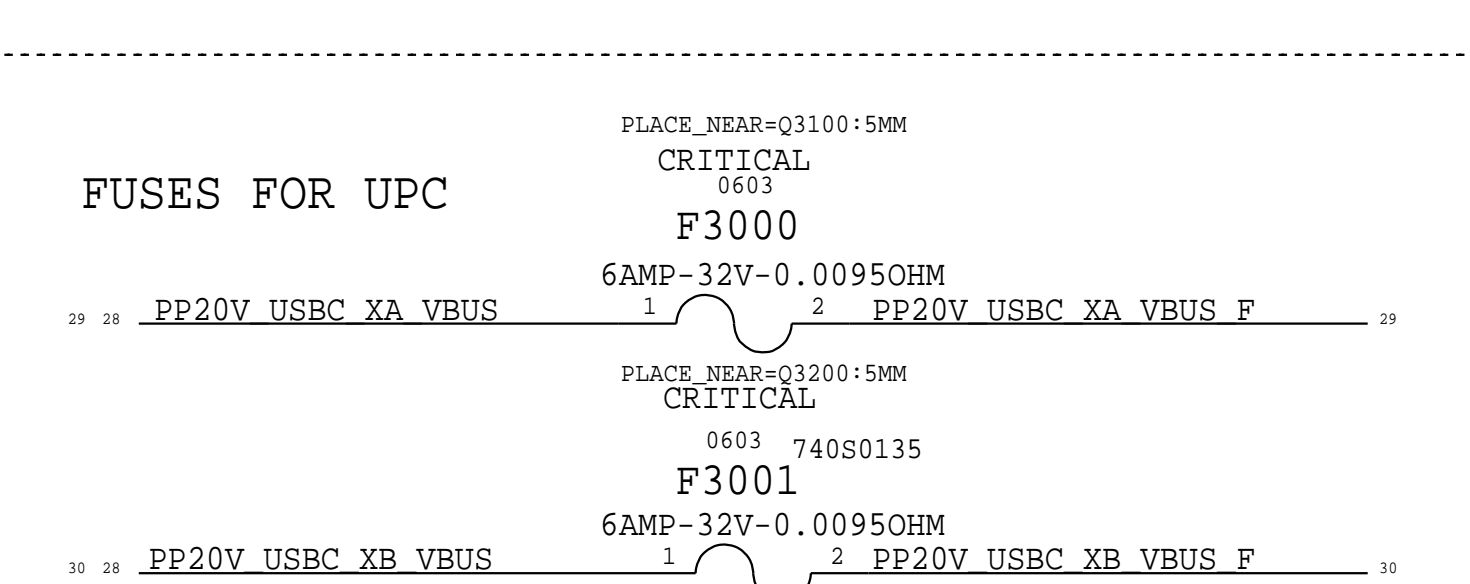 PLACE_NEAR=Q3100:5MM
CRITICAL
0603
FUSES FOR UPC
F3000
6AMP-32V-0.0095OHM
29 28 PP20V_USBC_XA_VBUS 1 2 PP20V_USBC_XA_VBUS_F 29
PLACE_NEAR=Q3200:5MM
CRITICAL
0603 740S0135
F3001
6AMP-32V-0.0095OHM
30 28 PP20V_USBC_XB_VBUS 1 2 PP20V_USBC_XB_VBUS_F 30